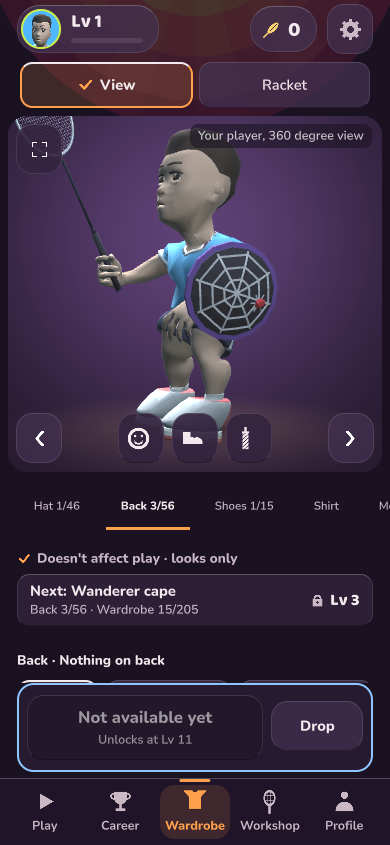 Lv 1
0
View
Racket
Your player, 360 degree view
Hat 1/46
Back 3/56
Shoes 1/15
Shirt
Doesn't affect play · looks only
Next: Wanderer cape
Back 3/56 · Wardrobe 15/205
Lv 3
Back · Nothing on back
Not available yet
Unlocks at Lv 11
Drop
Play
Career
Wardrobe
Workshop
Profile